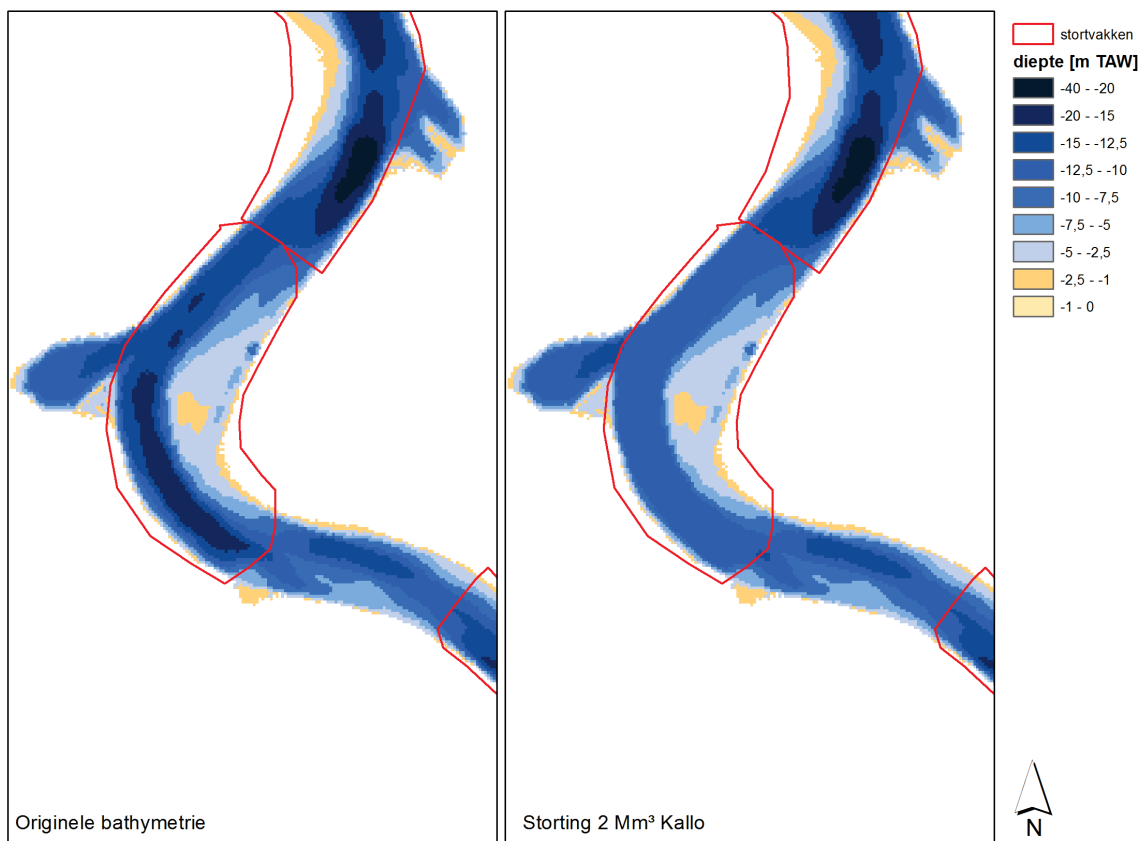 Originele bathymetrie
Storting 2 Mm³ Kallo
stortvakken
diepte [m TAW]
-40 - -20
-20 - -15
-15 - -12,5
-12,5 - -10
-10 - -7,5
-7,5 - -5
-5 - -2,5
-2,5 - -1
-1 - 0
N